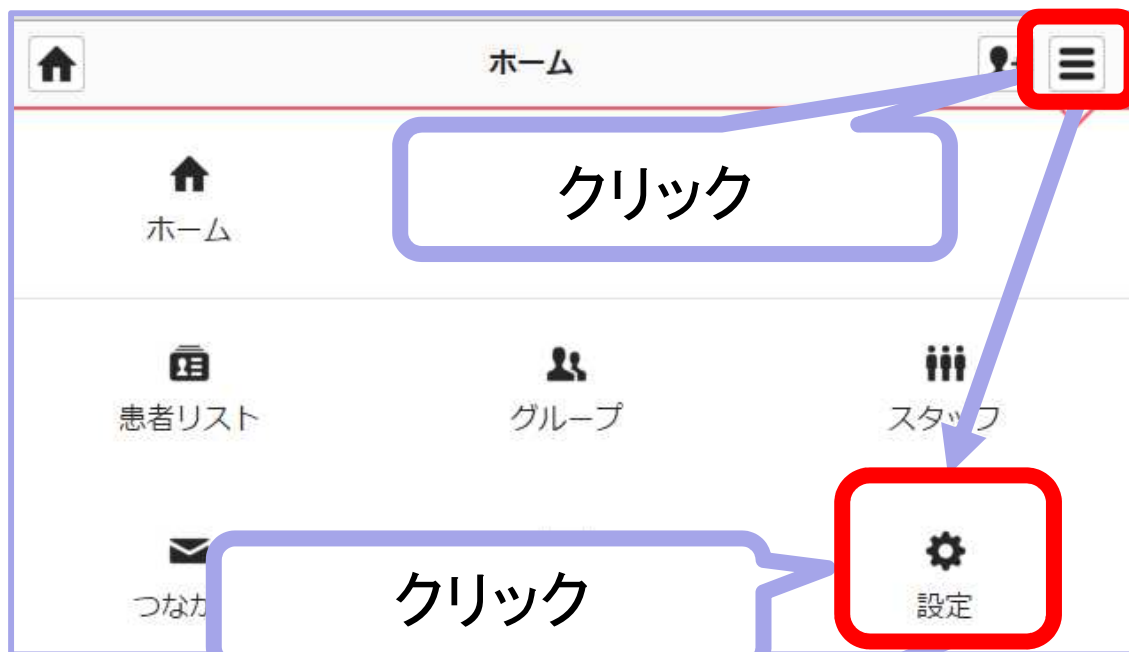 ホーム
クリック
ホーム
患者リスト
グループ
スタッフ
クリック
設定